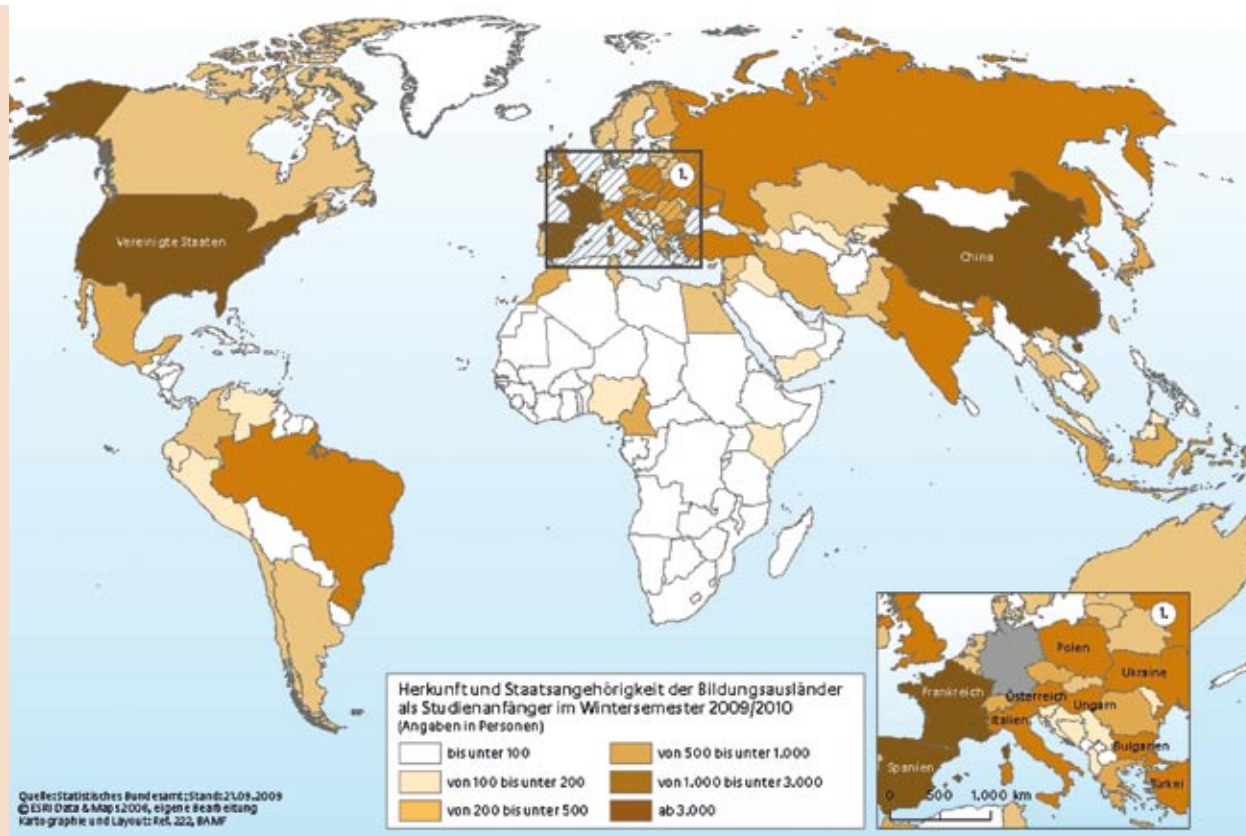 Vereinigte Staaten
1.
China
1.
Polen
Ukraine
Frankreich
Österreich
Ungarn
Italien
Bulgarien
Spanien
Türkei
0 500 1.000 km
Herkunft und Staatsangehörigkeit der Bildungsausländer
als Studienanfänger im Wintersemester 2009/2010
(Angaben in Personen)
bis unter 100
von 100 bis unter 200
von 200 bis unter 500
von 500 bis unter 1.000
von 1.000 bis unter 3.000
ab 3.000
Quelle: Statistisches Bundesamt; Stand: 21.09.2009
© ESRI Data & Maps 2006, eigene Bearbeitung
Kartographie und Layout: Ref. 222, BAMF